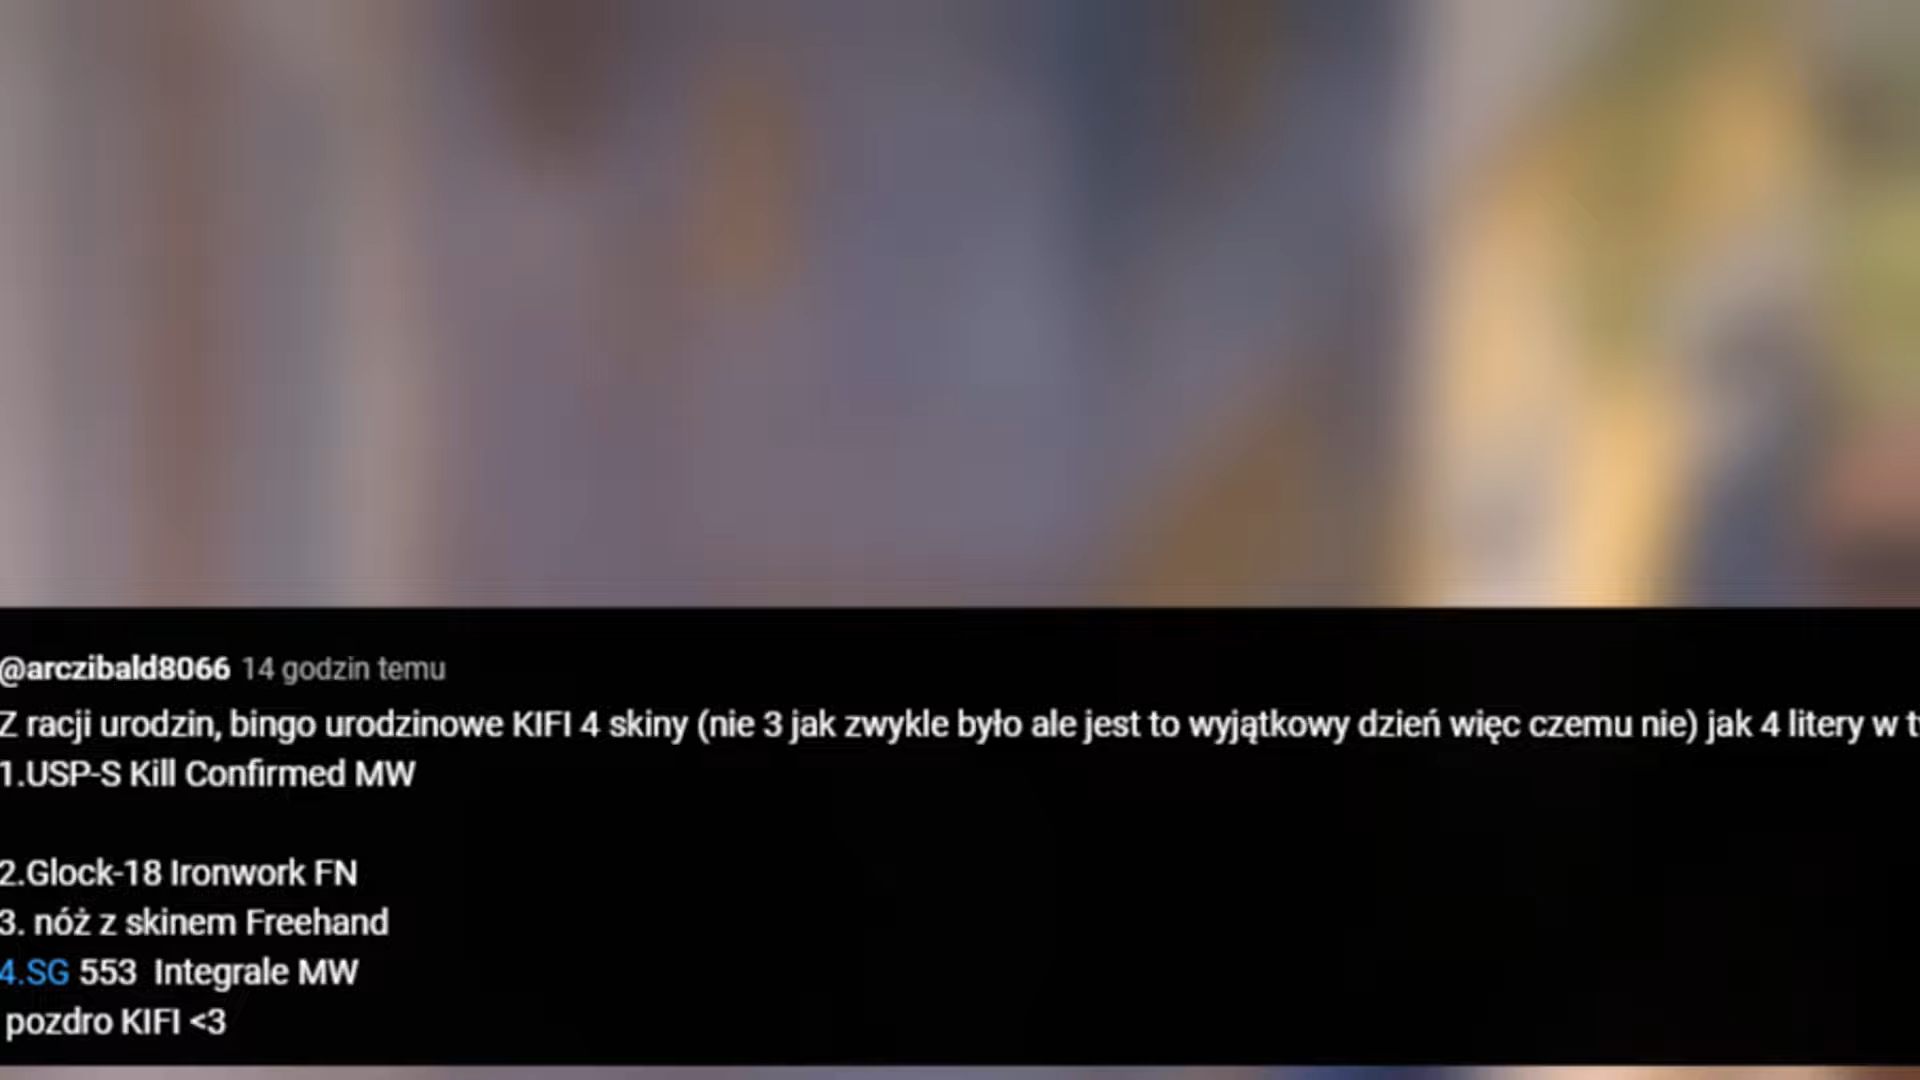 @arczibald8066 14 godzin temu
Z racji urodzin, bingo urodzinowe KIFI 4 skiny (nie 3 jak zwykle było ale jest to wyjątkowy dzień więc czemu nie) jak 4 litery w
1.USP-S Kill Confirmed MW
2.Glock-18 Ironwork FN
3. nóż z skinem Freehand
4.SG 553 Integrale MW
pozdro KIFI <3